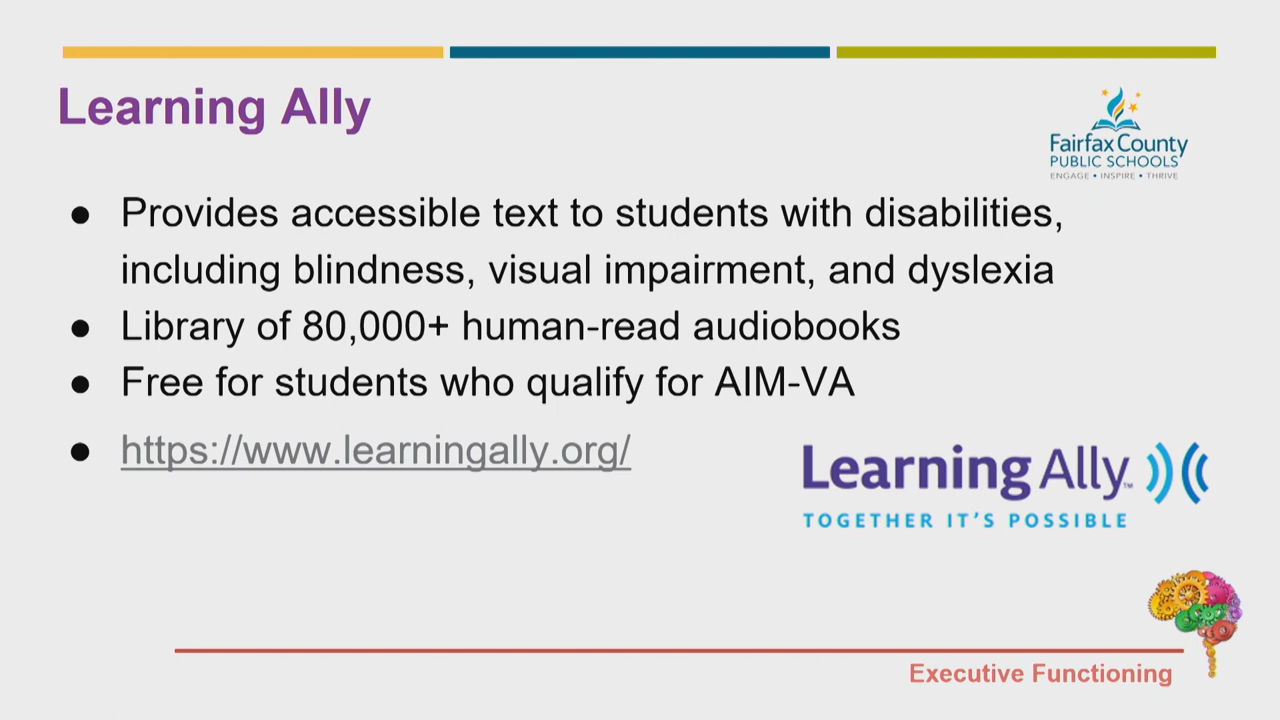 Learning Ally
Fairfax County
PUBLIC SCHOOLS
ENGAGE • INSPIRE • THRIVE
● Provides accessible text to students with disabilities,
including blindness, visual impairment, and dyslexia
● Library of 80,000+ human-read audiobooks
● Free for students who qualify for AIM-VA
● https://www.learningally.org/
Learning Ally™
TOGETHER IT'S POSSIBLE
Executive Functioning